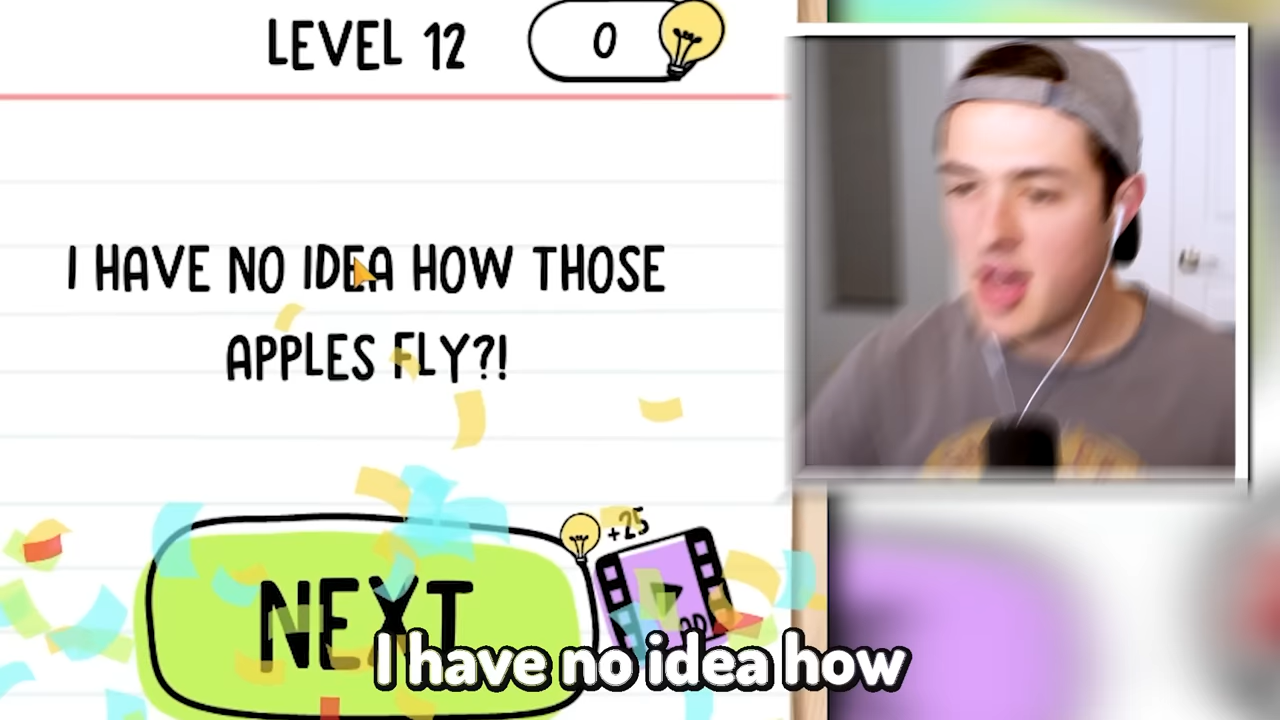 LEVEL 12
0
I HAVE NO IDEA HOW THOSE
APPLES FLY?!
+25
NEXT
I have no idea how